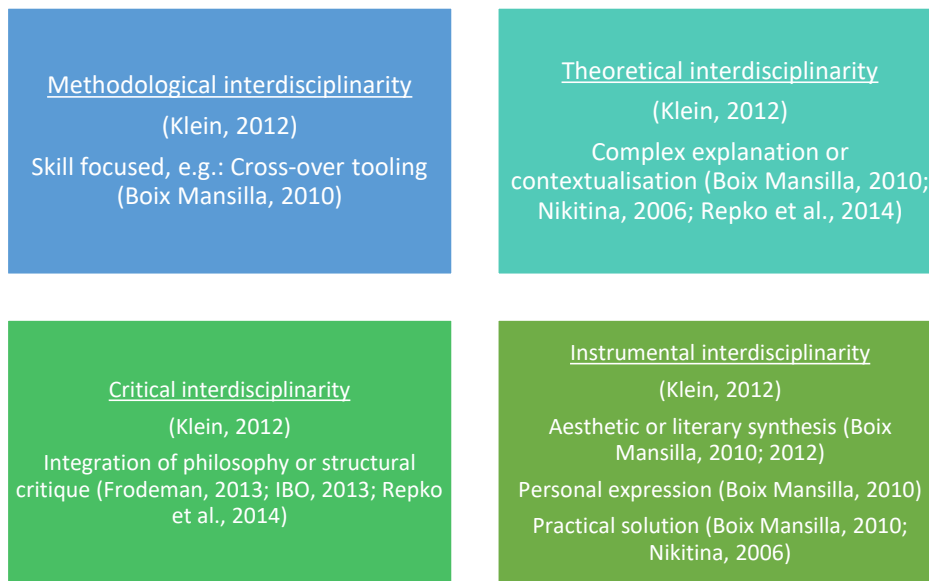 Methodological interdisciplinarity
(Klein, 2012)
Skill focused, e.g.: Cross-over tooling
(Boix Mansilla, 2010)
Theoretical interdisciplinarity
(Klein, 2012)
Complex explanation or
contextualisation (Boix Mansilla, 2010;
Nikitina, 2006; Repko et al., 2014)
Critical interdisciplinarity
(Klein, 2012)
Integration of philosophy or structural
critique (Frodeman, 2013; IBO, 2013; Repko
et al., 2014)
Instrumental interdisciplinarity
(Klein, 2012)
Aesthetic or literary synthesis (Boix
Mansilla, 2010; 2012)
Personal expression (Boix Mansilla, 2010)
Practical solution (Boix Mansilla, 2010;
Nikitina, 2006)